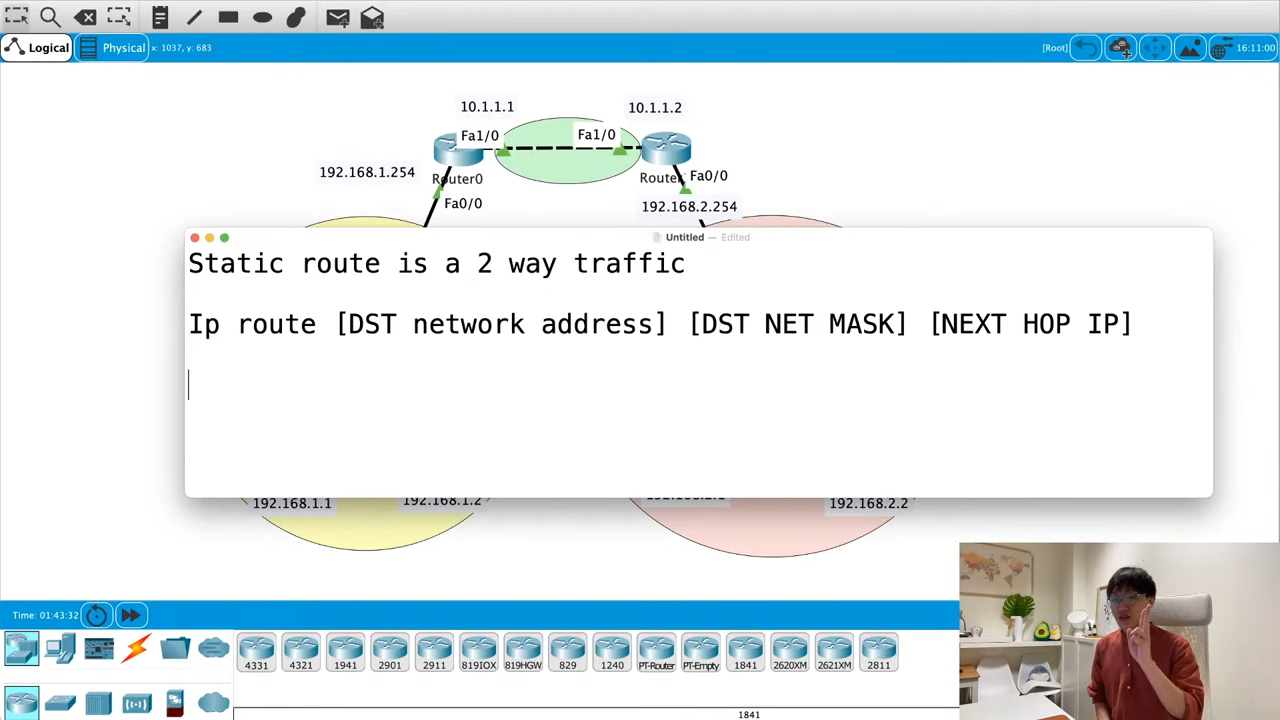 Logical
Physical
x: 1037, y: 683
[Root]
16:11:00
10.1.1.1
10.1.1.2
Fa1/0
Fa1/0
192.168.1.254
Router0
Router
Fa0/0
Fa0/0
192.168.2.254
Untitled — Edited
Static route is a 2 way traffic
Ip route [DST network address] [DST NET MASK] [NEXT HOP IP]
192.168.1.1
192.168.1.2
192.168.2.2
Time: 01:43:32
4331
4321
1941
2901
2911
819IOX
819HGW
829
1240
PT-Router
PT-Empty
1841
2620XM
2621XM
2811
1841